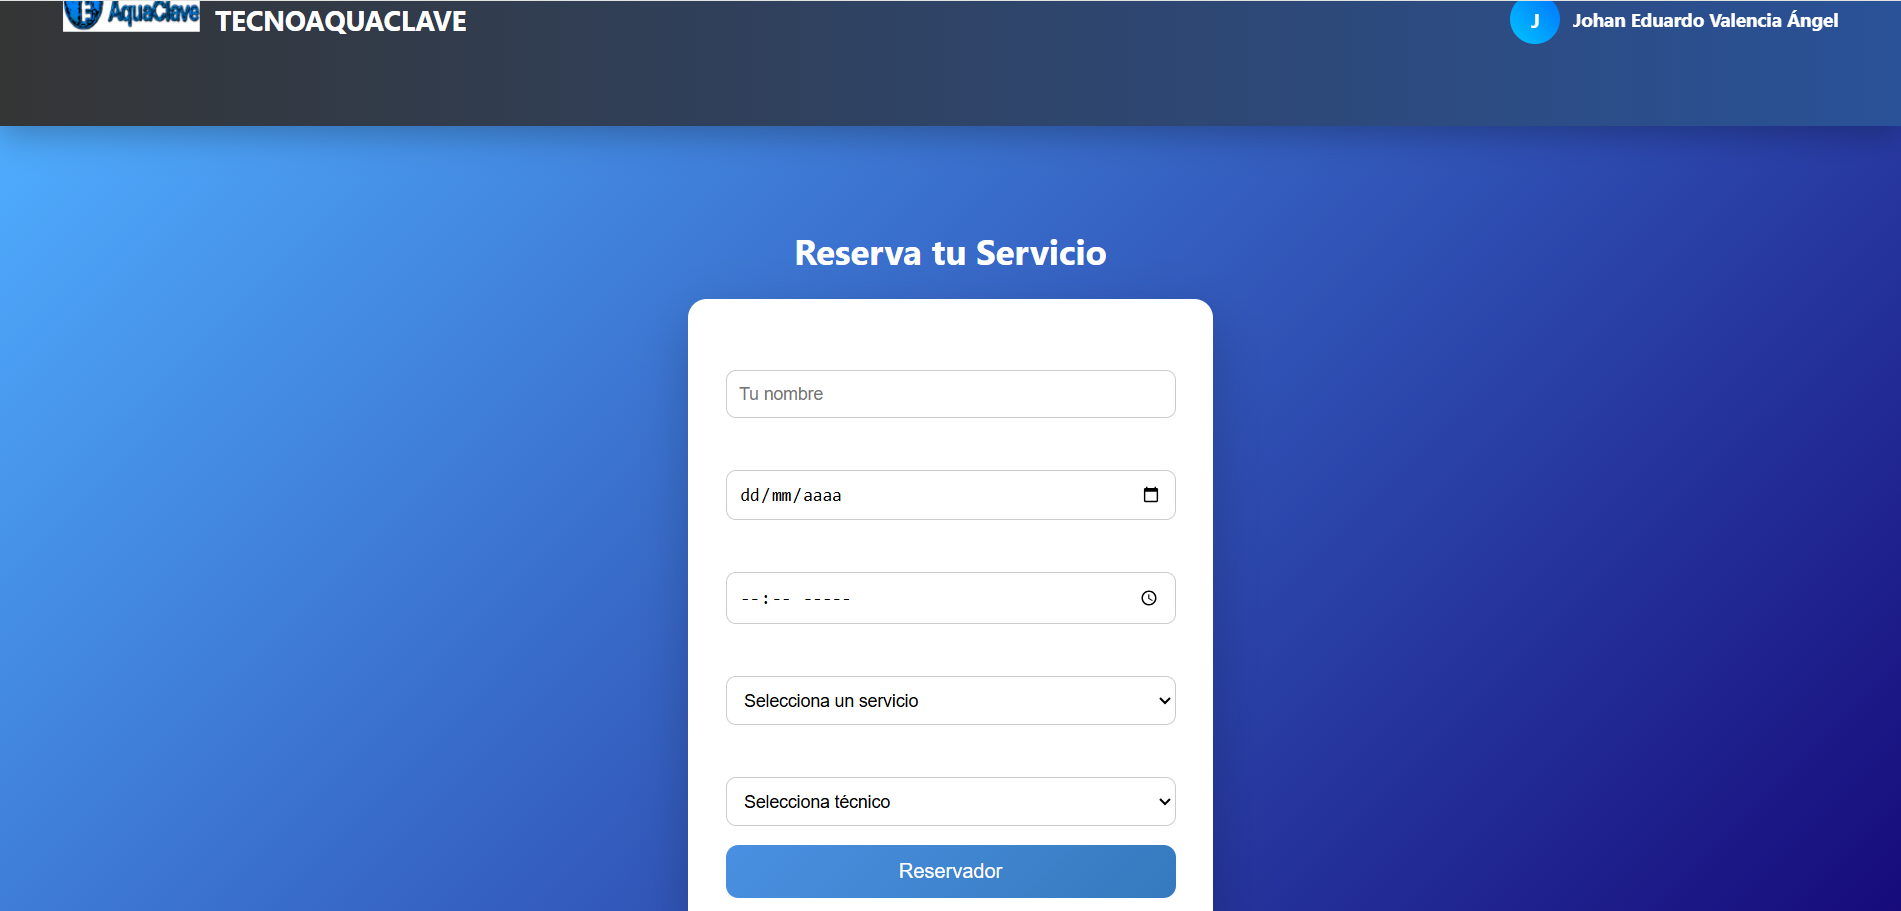 AquaClave
TECNOAQUACLAVE
J
Johan Eduardo Valencia Ángel
Reserva tu Servicio
Tu nombre
dd/mm/aaaa
--:-- -----
Selecciona un servicio
Selecciona técnico
Reservador